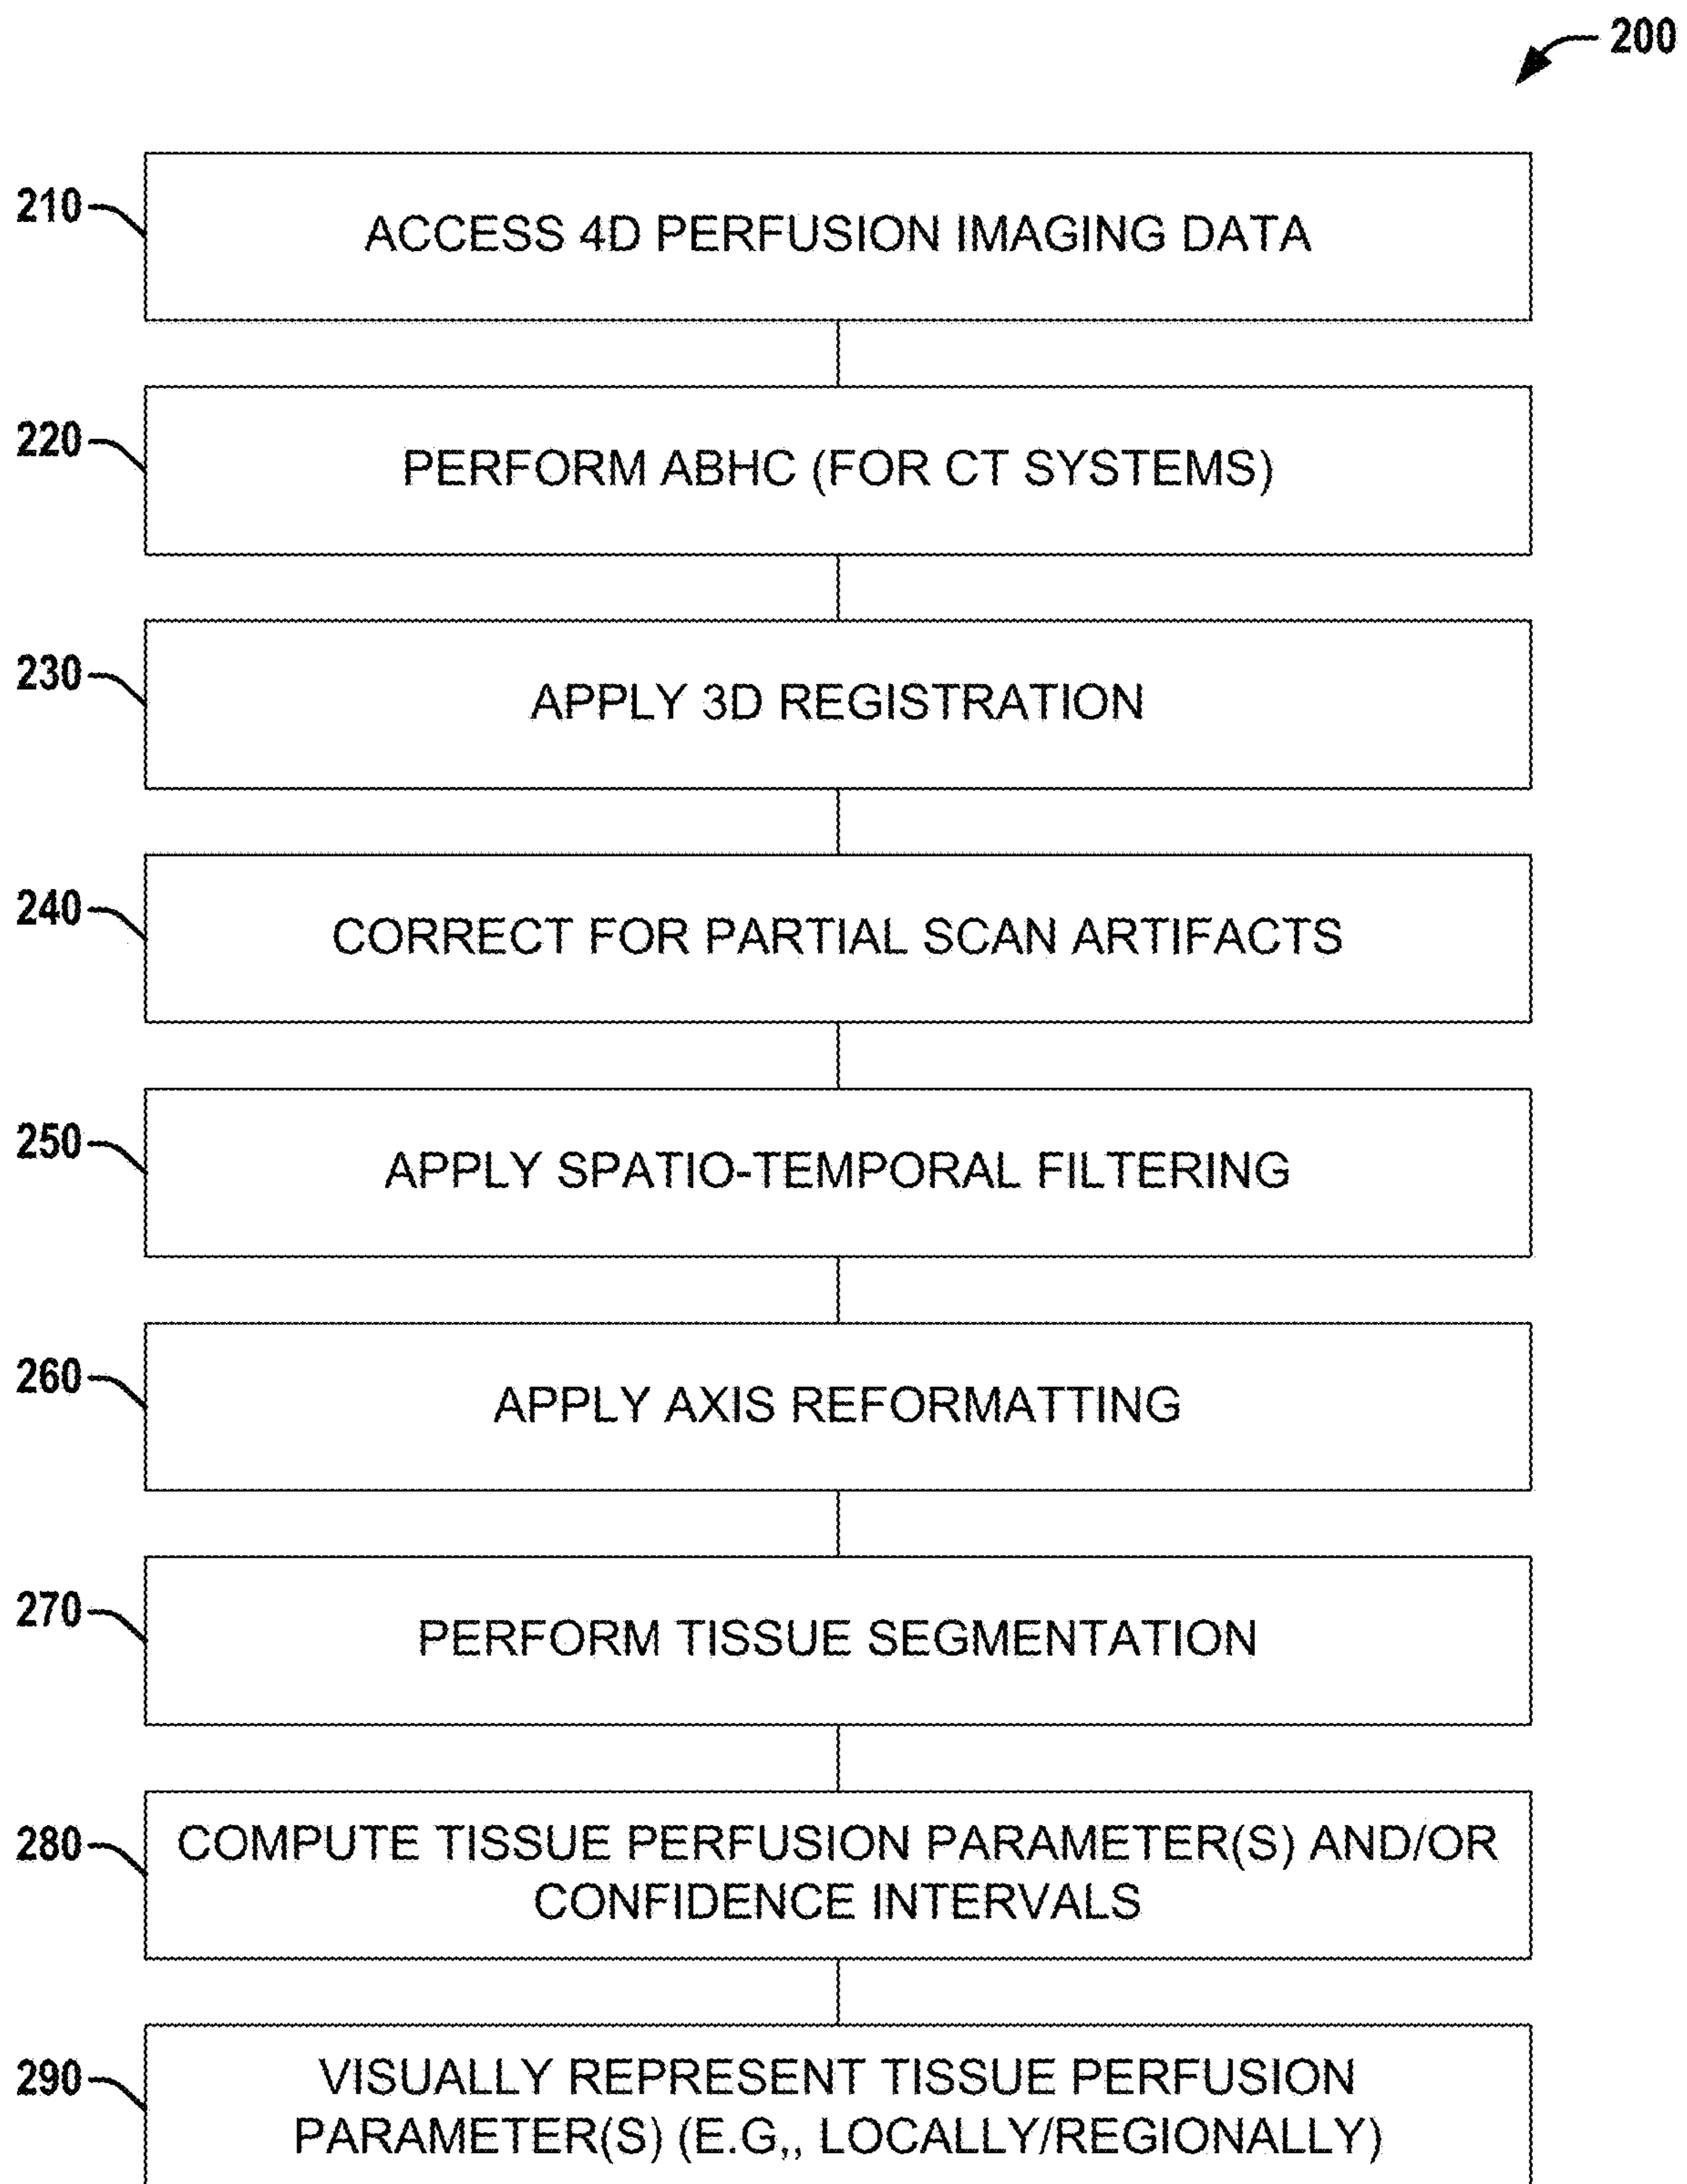 200
210
ACCESS 4D PERFUSION IMAGING DATA
220
PERFORM ABHC (FOR CT SYSTEMS)
230
APPLY 3D REGISTRATION
240
CORRECT FOR PARTIAL SCAN ARTIFACTS
250
APPLY SPATIO-TEMPORAL FILTERING
260
APPLY AXIS REFORMATTING
270
PERFORM TISSUE SEGMENTATION
280
COMPUTE TISSUE PERFUSION PARAMETER(S) AND/OR
CONFIDENCE INTERVALS
290
VISUALLY REPRESENT TISSUE PERFUSION
PARAMETER(S) (E.G,, LOCALLY/REGIONALLY)